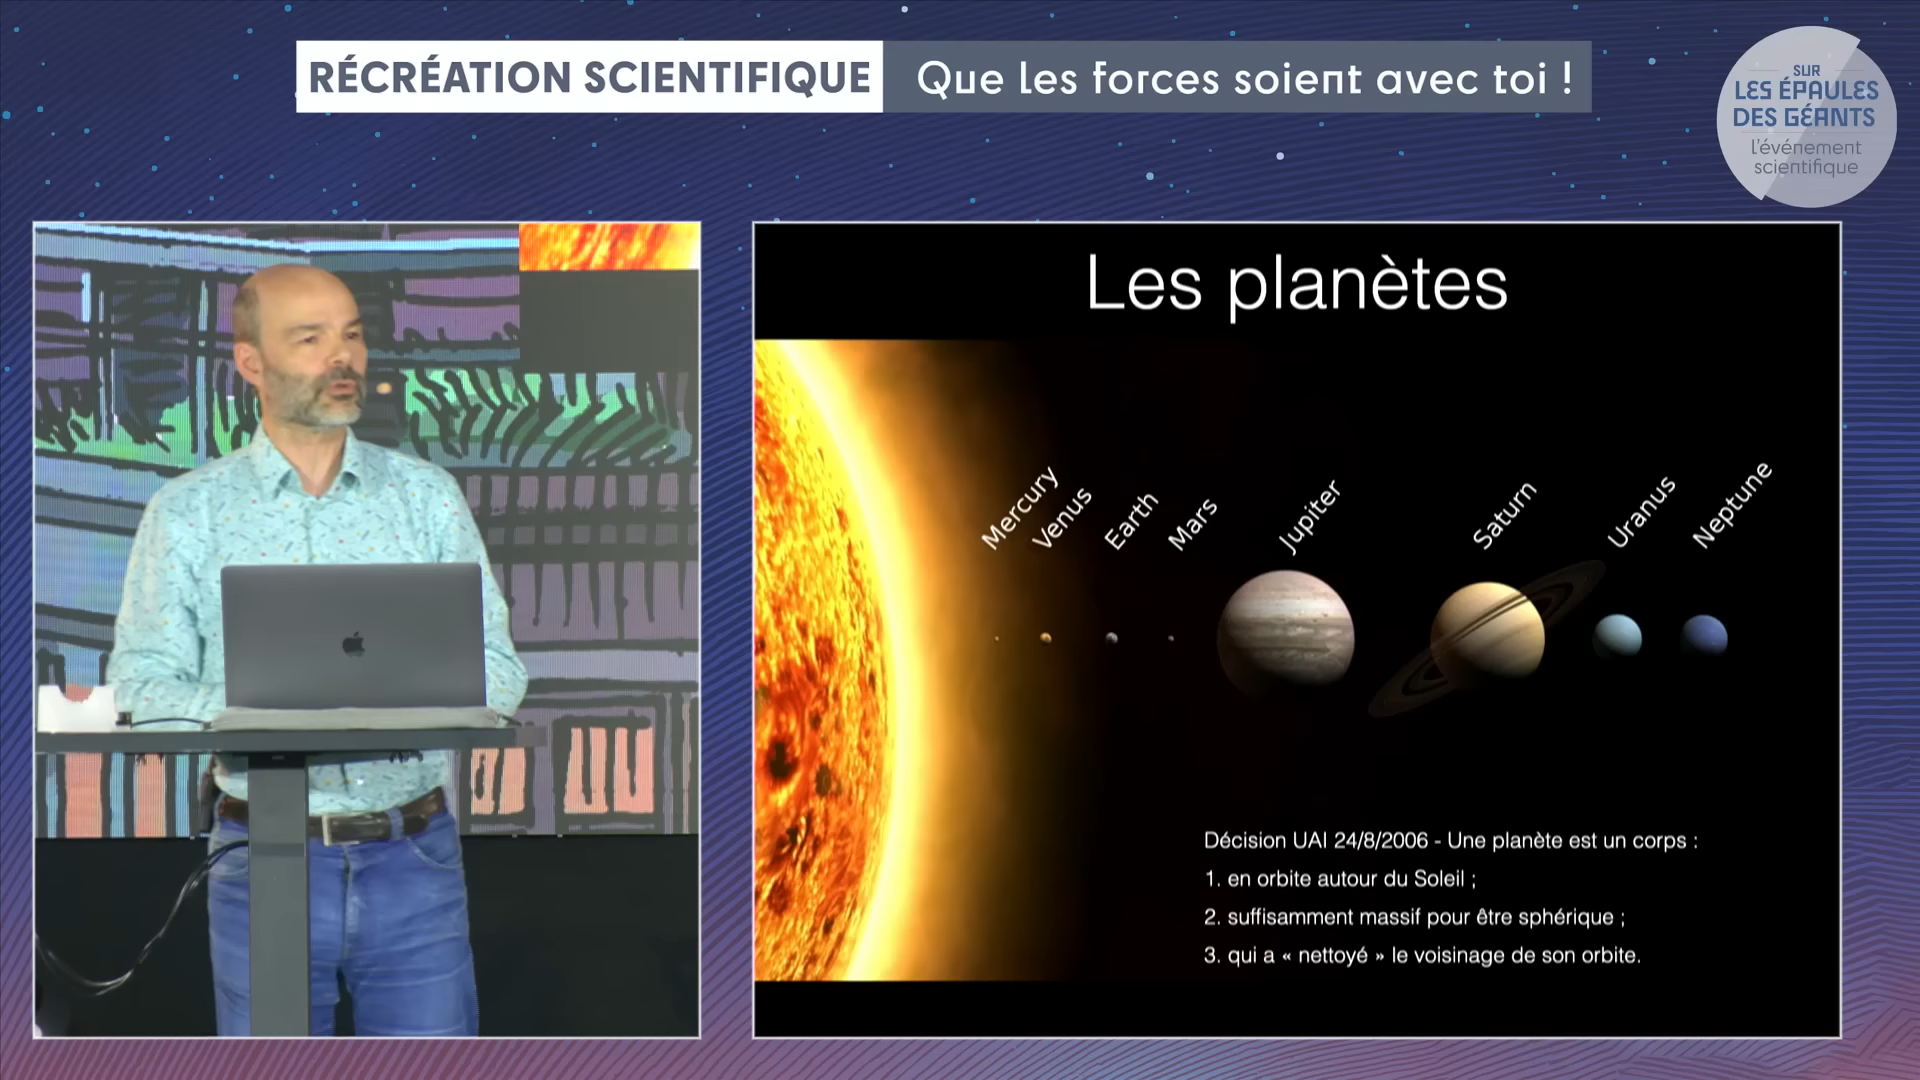 RÉCRÉATION SCIENTIFIQUE
Que les forces soient avec toi !
SUR
LES ÉPAULES
DES GÉANTS
l'événement
scientifique
Les planètes
Mercury
Venus
Earth
Mars
Jupiter
Saturn
Uranus
Neptune
Décision UAI 24/8/2006 - Une planète est un corps :
1. en orbite autour du Soleil ;
2. suffisamment massif pour être sphérique ;
3. qui a « nettoyé » le voisinage de son orbite.